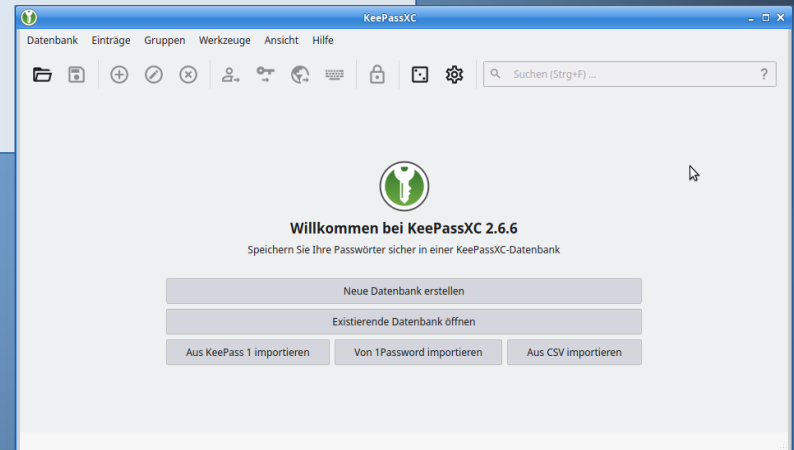 KeePassXC
Datenbank Einträge Gruppen Werkzeuge Ansicht Hilfe
Suchen (Strg+F) ... ?
Willkommen bei KeePassXC 2.6.6
Speichern Sie Ihre Passwörter sicher in einer KeePassXC-Datenbank
Neue Datenbank erstellen
Existierende Datenbank öffnen
Aus KeePass 1 importieren Von 1Password importieren Aus CSV importieren